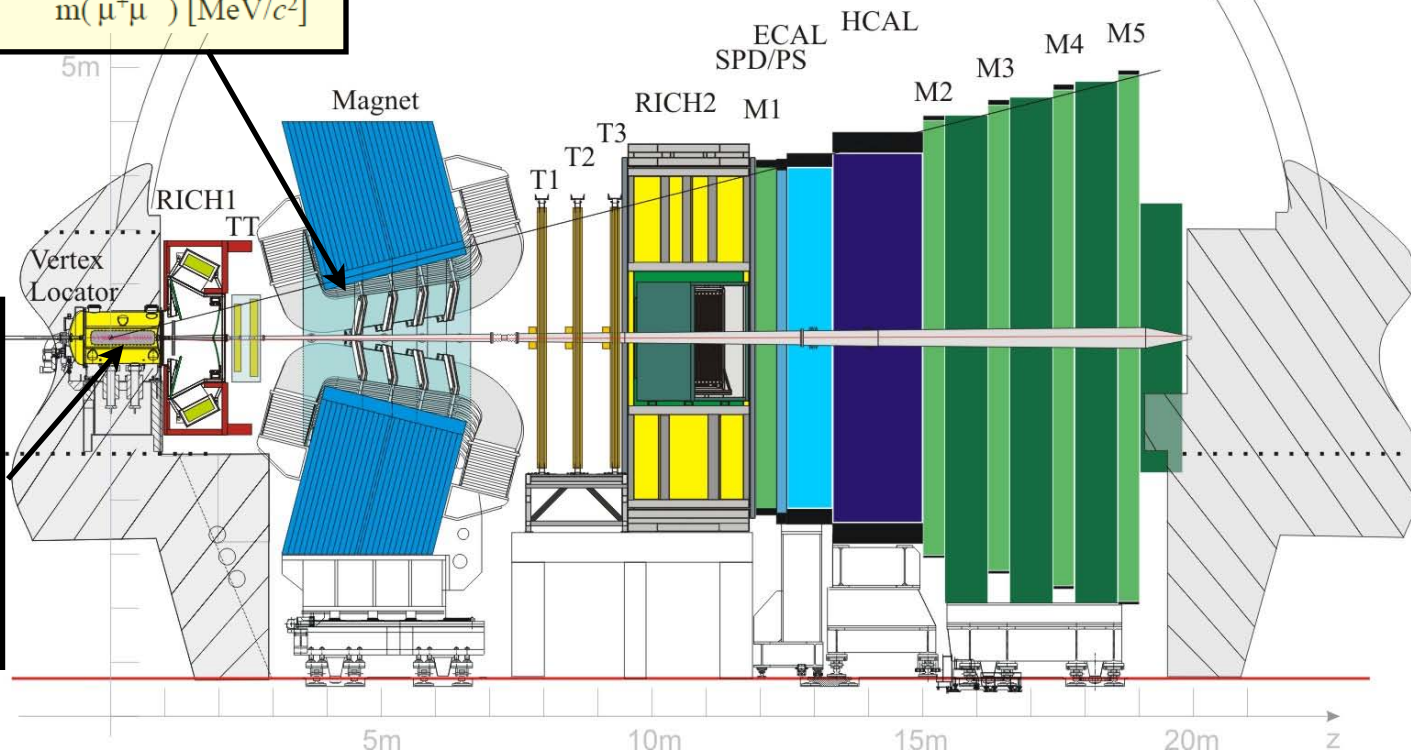 m(μ⁺μ⁻) [MeV/c²]
5m
Magnet
SPD/PS
ECAL
HCAL
M1
M2
M3
M4
M5
RICH2
T1
T2
T3
RICH1
TT
Vertex
Locator
5m
10m
15m
20m
z